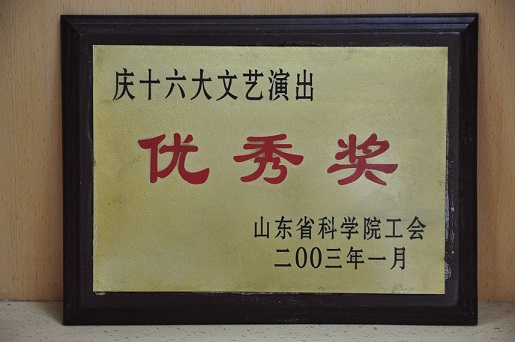 庆十六大文艺演出
优秀奖
山东省科学院工会
二00三年一月